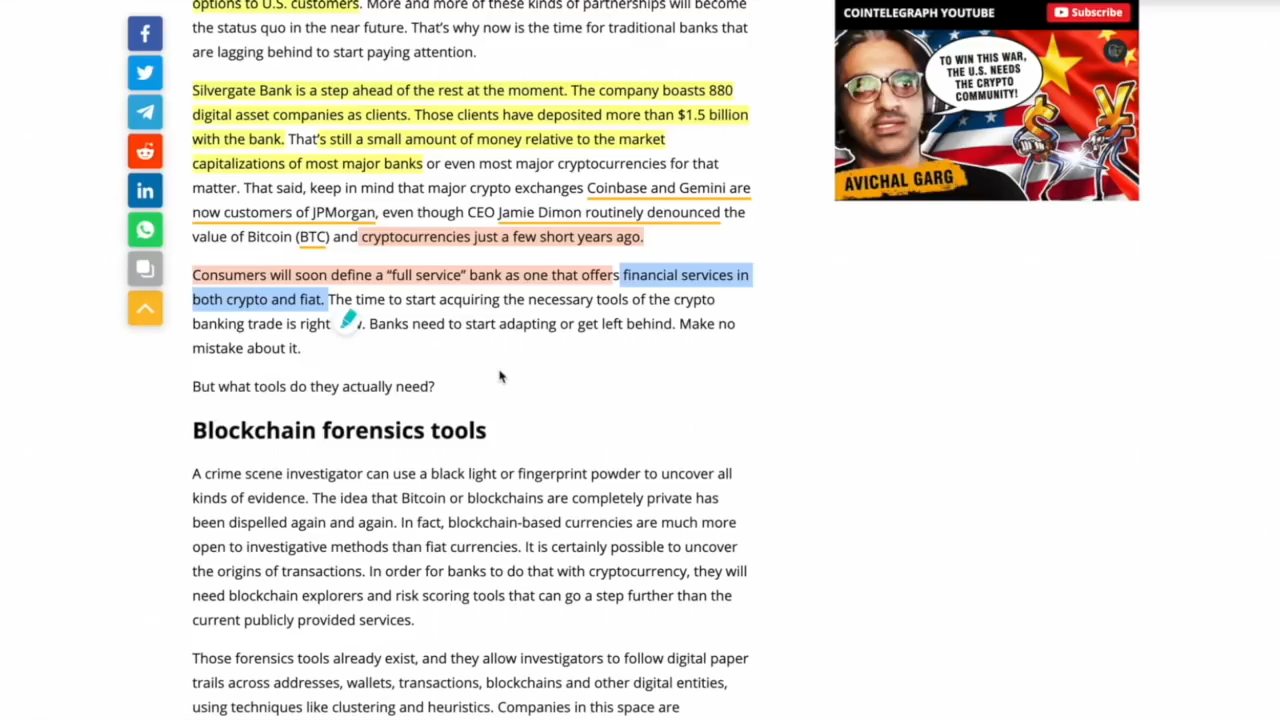 options to U.S. customers. More and more of these kinds of partnerships will become
the status quo in the near future. That's why now is the time for traditional banks that
are lagging behind to start paying attention.
Silvergate Bank is a step ahead of the rest at the moment. The company boasts 880
digital asset companies as clients. Those clients have deposited more than $1.5 billion
with the bank. That's still a small amount of money relative to the market
capitalizations of most major banks or even most major cryptocurrencies for that
matter. That said, keep in mind that major crypto exchanges Coinbase and Gemini are
now customers of JPMorgan, even though CEO Jamie Dimon routinely denounced the
value of Bitcoin (BTC) and cryptocurrencies just a few short years ago.
Consumers will soon define a “full service” bank as one that offers financial services in
both crypto and fiat. The time to start acquiring the necessary tools of the crypto
banking trade is right . Banks need to start adapting or get left behind. Make no
mistake about it.
But what tools do they actually need?
Blockchain forensics tools
A crime scene investigator can use a black light or fingerprint powder to uncover all
kinds of evidence. The idea that Bitcoin or blockchains are completely private has
been dispelled again and again. In fact, blockchain-based currencies are much more
open to investigative methods than fiat currencies. It is certainly possible to uncover
the origins of transactions. In order for banks to do that with cryptocurrency, they will
need blockchain explorers and risk scoring tools that can go a step further than the
current publicly provided services.
Those forensics tools already exist, and they allow investigators to follow digital paper
trails across addresses, wallets, transactions, blockchains and other digital entities,
using techniques like clustering and heuristics. Companies in this space are
COINTELEGRAPH YOUTUBE
Subscribe
TO WIN THIS WAR,
THE U.S. NEEDS
THE CRYPTO
COMMUNITY!
AVICHAL GARG